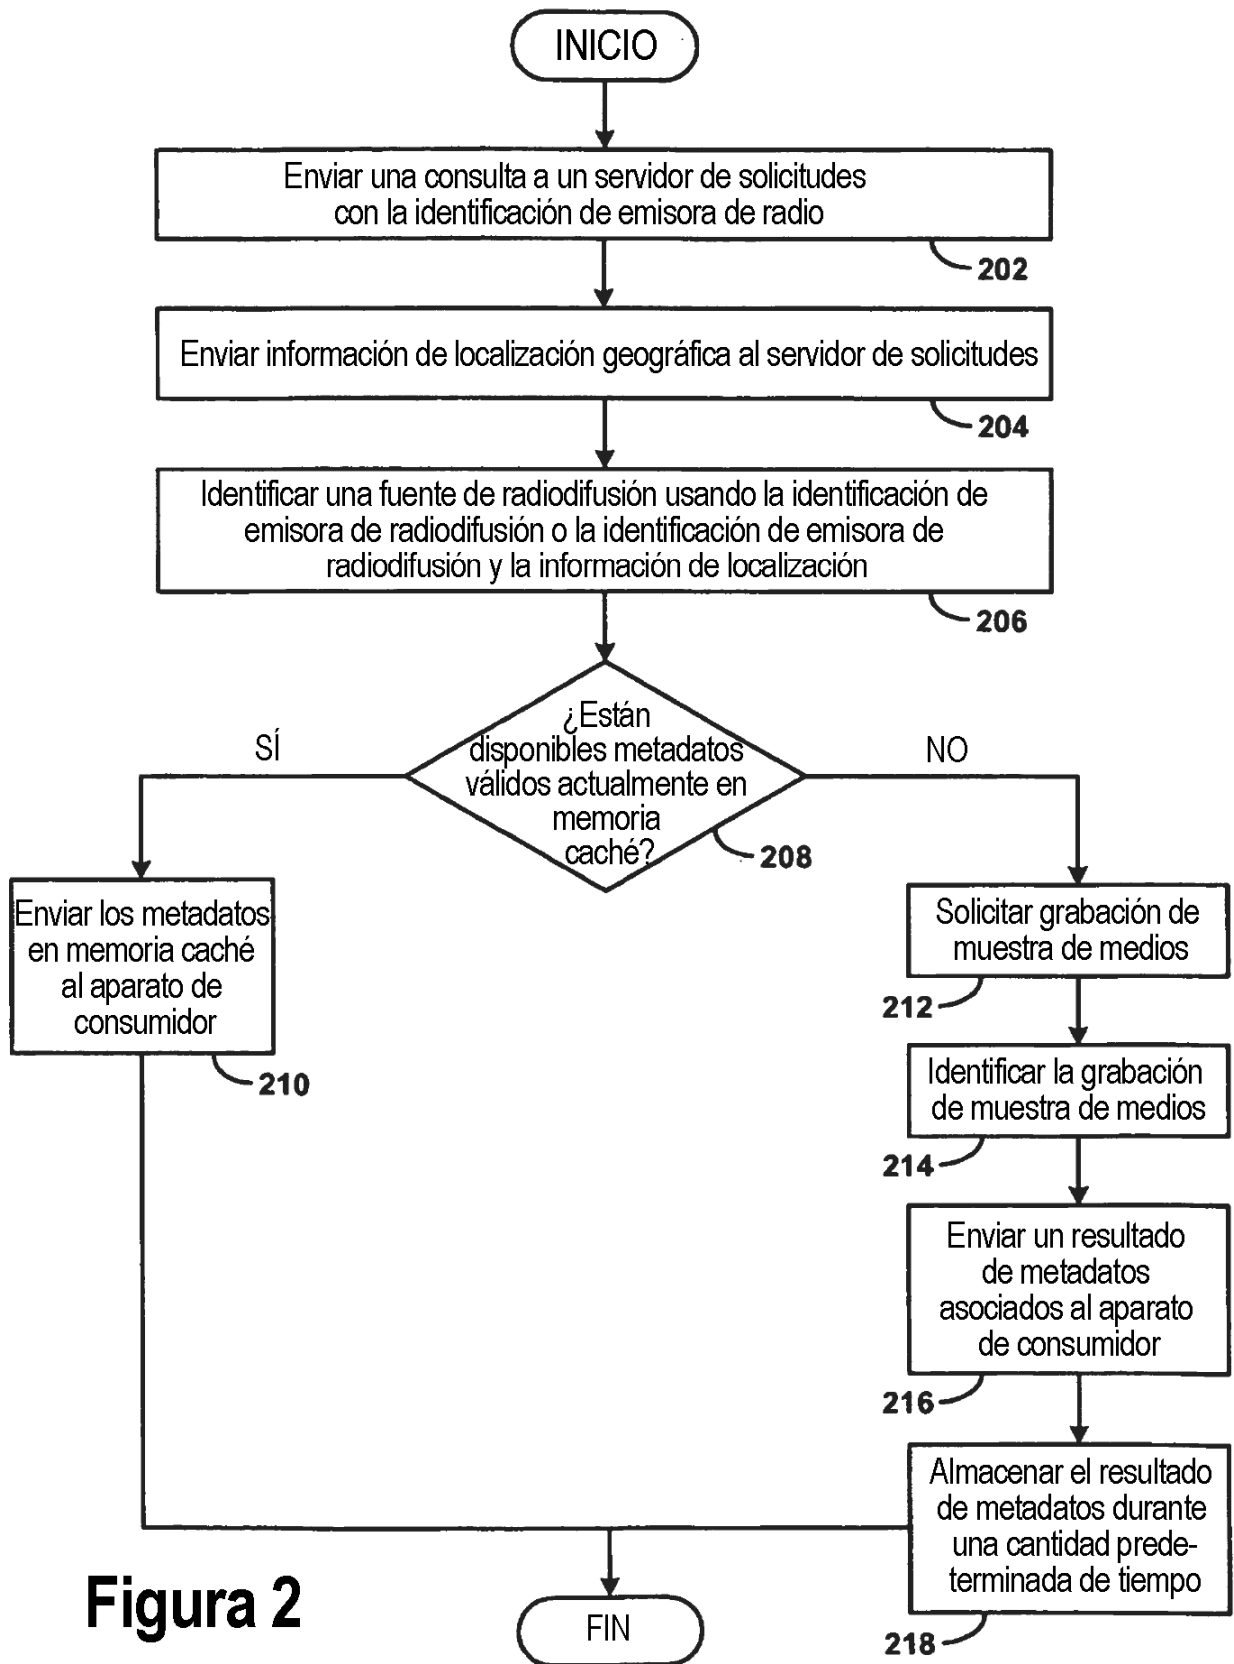 INICIO
Enviar una consulta a un servidor de solicitudes
con la identificación de emisora de radio
202
Enviar información de localización geográfica al servidor de solicitudes
204
Identificar una fuente de radiodifusión usando la identificación de
emisora de radiodifusión o la identificación de emisora de
radiodifusión y la información de localización
206
¿Están
disponibles metadatos
válidos actualmente en
memoria
caché?
208
SÍ
NO
Enviar los metadatos
en memoria caché
al aparato de
consumidor
210
Solicitar grabación de
muestra de medios
212
Identificar la grabación
de muestra de medios
214
Enviar un resultado
de metadatos
asociados al aparato
de consumidor
216
Almacenar el resultado
de metadatos durante
una cantidad prede-
terminada de tiempo
218
FIN
Figura 2